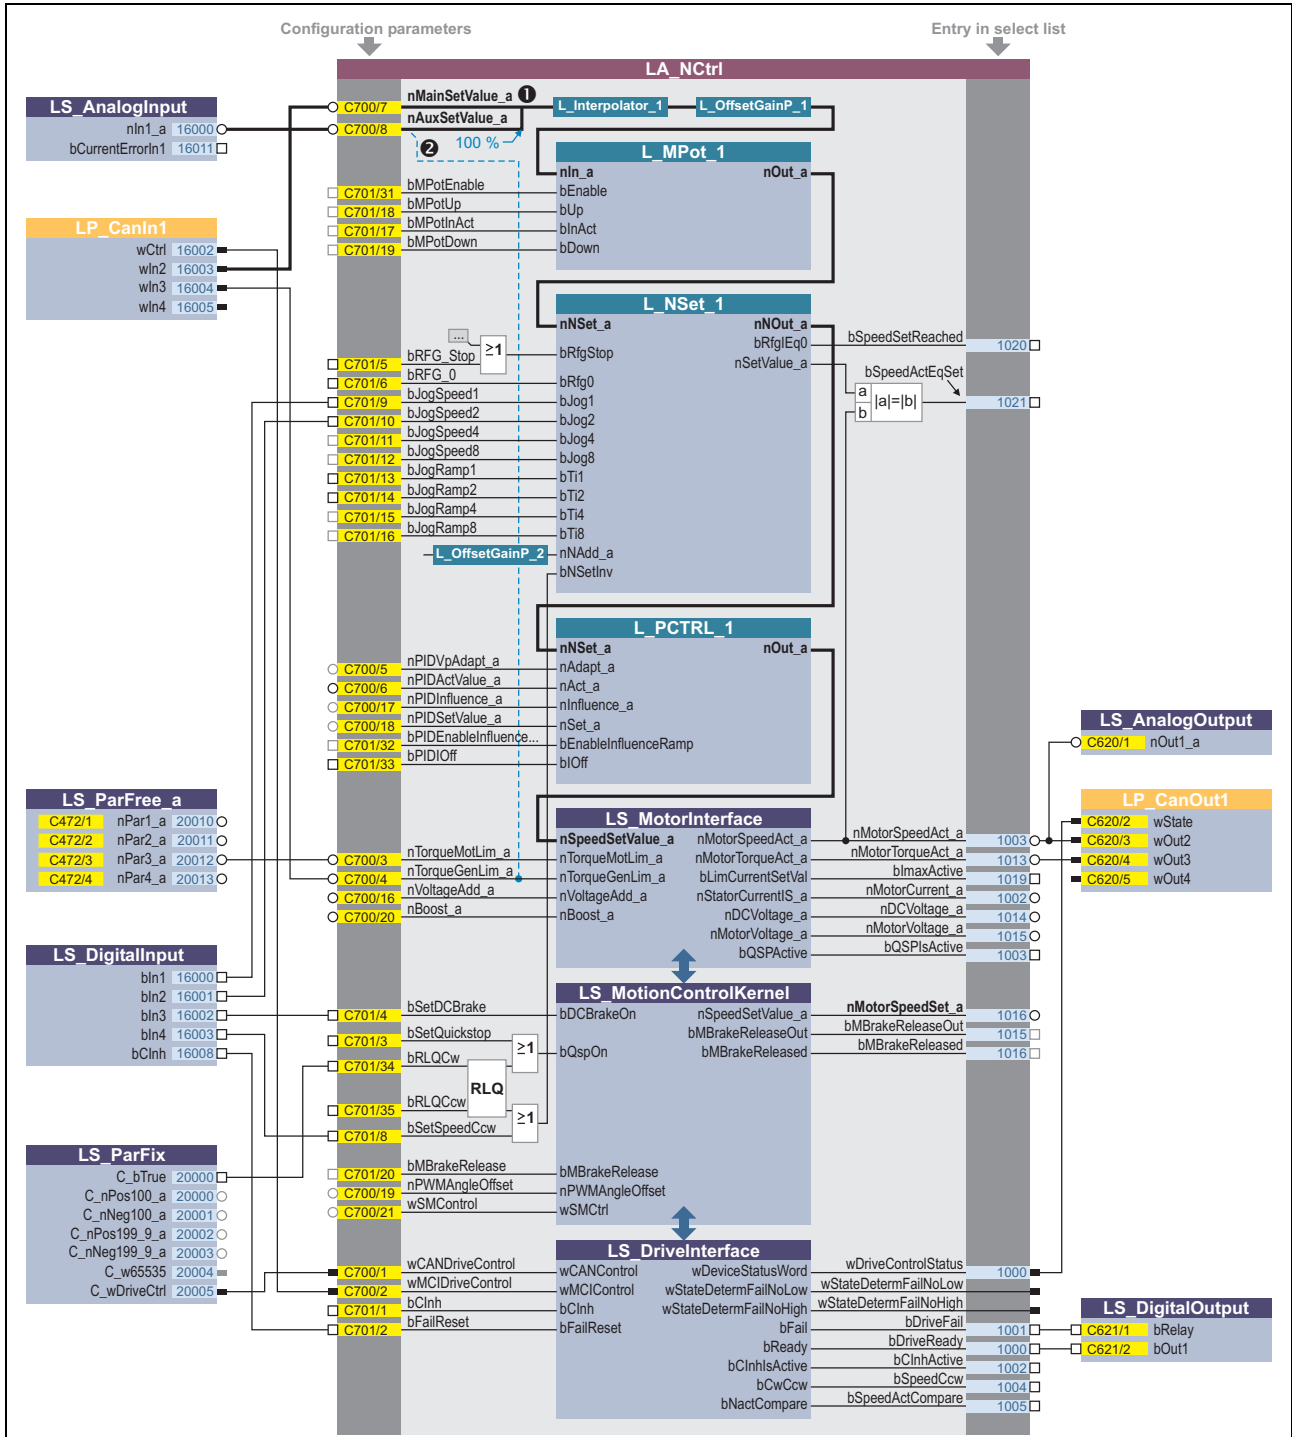 Configuration parameters
Entry in select list
LA_NCtrl
LS_AnalogInput
nIn1_a 16000
bCurrentErrorIn1 16011
LP_CanIn1
wCtrl 16002
wIn2 16003
wIn3 16004
wIn4 16005
C700/7 nMainSetValue_a ❶
C700/8 nAuxSetValue_a
❷ 100 %
L_Interpolator_1
L_OffsetGainP_1
L_MPot_1
nIn_a nOut_a
C701/31 bMPotEnable bEnable
C701/18 bMPotUp bUp
C701/17 bMPotInAct bInAct
C701/19 bMPotDown bDown
L_NSet_1
nNSet_a nNOut_a
bRfgIEq0 bSpeedSetReached 1020
nSetValue_a
bSpeedActEqSet
a
b
|a|=|b|
1021
...
≥1
C701/5 bRFG_Stop bRfgStop
C701/6 bRFG_0 bRfg0
C701/9 bJogSpeed1 bJog1
C701/10 bJogSpeed2 bJog2
C701/11 bJogSpeed4 bJog4
C701/12 bJogSpeed8 bJog8
C701/13 bJogRamp1 bTi1
C701/14 bJogRamp2 bTi2
C701/15 bJogRamp4 bTi4
C701/16 bJogRamp8 bTi8
L_OffsetGainP_2 nNAdd_a
bNSetInv
L_PCTRL_1
nNSet_a nOut_a
C700/5 nPIDVpAdapt_a nAdapt_a
C700/6 nPIDActValue_a nAct_a
C700/17 nPIDInfluence_a nInfluence_a
C700/18 nPIDSetValue_a nSet_a
C701/32 bPIDEnableInfluence... bEnableInfluenceRamp
C701/33 bPIDIOff bIOff
LS_AnalogOutput
C620/1 nOut1_a
LP_CanOut1
C620/2 wState
C620/3 wOut2
C620/4 wOut3
C620/5 wOut4
LS_ParFree_a
C472/1 nPar1_a 20010
C472/2 nPar2_a 20011
C472/3 nPar3_a 20012
C472/4 nPar4_a 20013
LS_MotorInterface
nSpeedSetValue_a nMotorSpeedAct_a nMotorSpeedAct_a 1003
C700/3 nTorqueMotLim_a nTorqueMotLim_a nMotorTorqueAct_a nMotorTorqueAct_a 1013
C700/4 nTorqueGenLim_a nTorqueGenLim_a bLimCurrentSetVal bImaxActive 1019
C700/16 nVoltageAdd_a nVoltageAdd_a nStatorCurrentIS_a nMotorCurrent_a 1002
C700/20 nBoost_a nBoost_a nDCVoltage_a nDCVoltage_a 1014
nMotorVoltage_a nMotorVoltage_a 1015
bQSPActive bQSPIsActive 1003
LS_DigitalInput
bIn1 16000
bIn2 16001
bIn3 16002
bIn4 16003
bCInh 16008
LS_MotionControlKernel
C701/4 bSetDCBrake bDCBrakeOn nSpeedSetValue_a nMotorSpeedSet_a 1016
bMBrakeReleaseOut bMBrakeReleaseOut 1015
C701/3 bSetQuickstop ≥1 bQspOn bMBrakeReleased bMBrakeReleased 1016
C701/34 bRLQCw
RLQ
C701/35 bRLQCcw
≥1
C701/8 bSetSpeedCcw
C701/20 bMBrakeRelease bMBrakeRelease
C700/19 nPWMAngleOffset nPWMAngleOffset
C700/21 wSMControl wSMCtrl
LS_ParFix
C_bTrue 20000
C_nPos100_a 20000
C_nNeg100_a 20001
C_nPos199_9_a 20002
C_nNeg199_9_a 20003
C_w65535 20004
C_wDriveCtrl 20005
LS_DriveInterface
C700/1 wCANDriveControl wCANControl wDeviceStatusWord wDriveControlStatus 1000
C700/2 wMCIDriveControl wMCIControl wStateDetermFailNoLow wStateDetermFailNoLow
C701/1 bCInh bCInh wStateDetermFailNoHigh wStateDetermFailNoHigh
C701/2 bFailReset bFailReset bFail bDriveFail 1001
bReady bDriveReady 1000
bCInhIsActive bCInhActive 1002
bCwCcw bSpeedCcw 1004
bNactCompare bSpeedActCompare 1005
LS_DigitalOutput
C621/1 bRelay
C621/2 bOut1